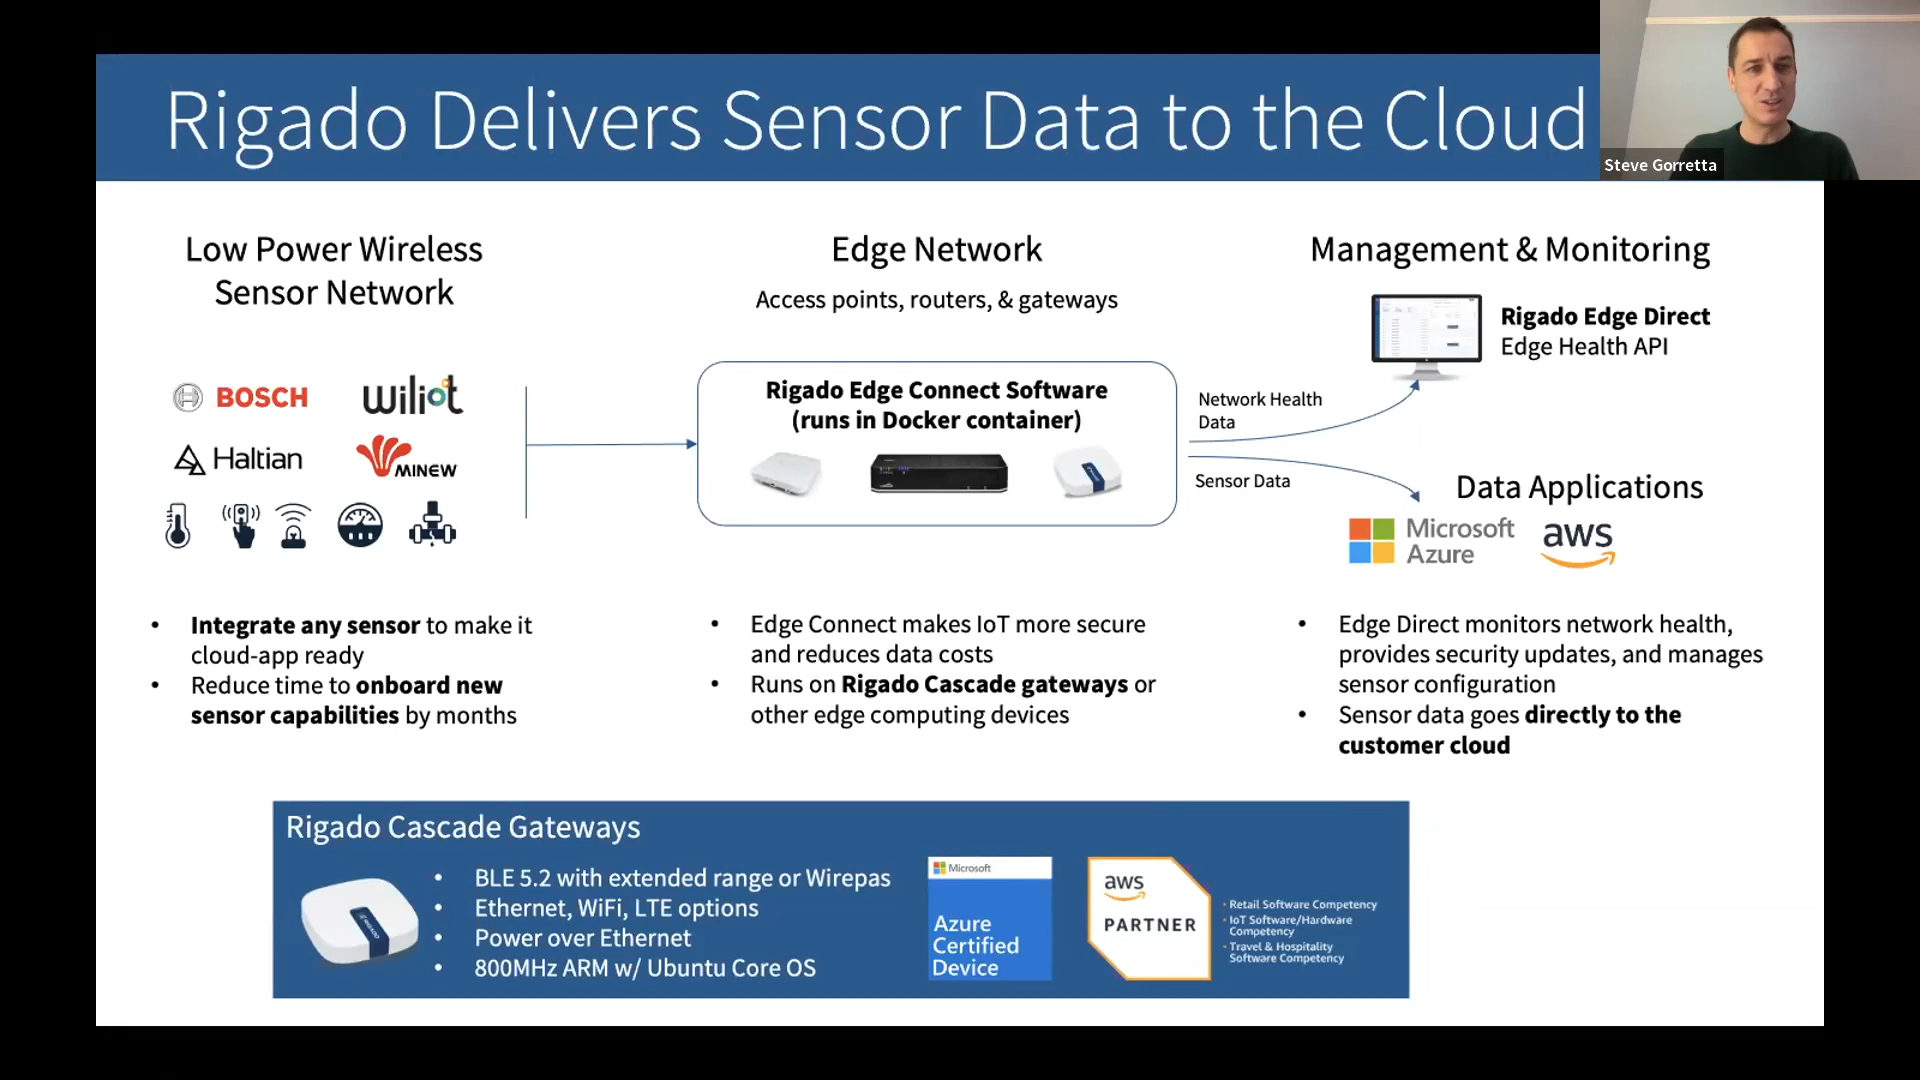 Rigado Delivers Sensor Data to the Cloud
Steve Gorretta
Low Power Wireless
Sensor Network
BOSCH
wiliot
Haltian
MINEW
Edge Network
Access points, routers, & gateways
Rigado Edge Connect Software
(runs in Docker container)
Network Health
Data
Sensor Data
Management & Monitoring
Rigado Edge Direct
Edge Health API
Data Applications
Microsoft
Azure
aws
• Integrate any sensor to make it
cloud-app ready
• Reduce time to onboard new
sensor capabilities by months
• Edge Connect makes IoT more secure
and reduces data costs
• Runs on Rigado Cascade gateways or
other edge computing devices
• Edge Direct monitors network health,
provides security updates, and manages
sensor configuration
• Sensor data goes directly to the
customer cloud
Rigado Cascade Gateways
RIGADO
• BLE 5.2 with extended range or Wirepas
• Ethernet, WiFi, LTE options
• Power over Ethernet
• 800MHz ARM w/ Ubuntu Core OS
Microsoft
Azure
Certified
Device
aws
PARTNER
• Retail Software Competency
• IoT Software/Hardware
Competency
• Travel & Hospitality
Software Competency